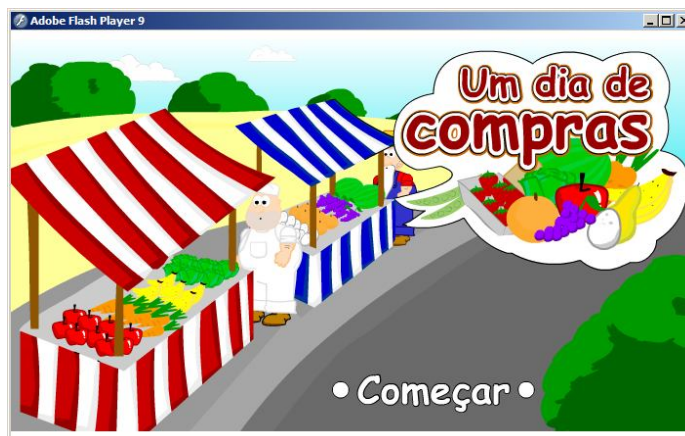 Adobe Flash Player 9
Um dia de
compras
• Começar •